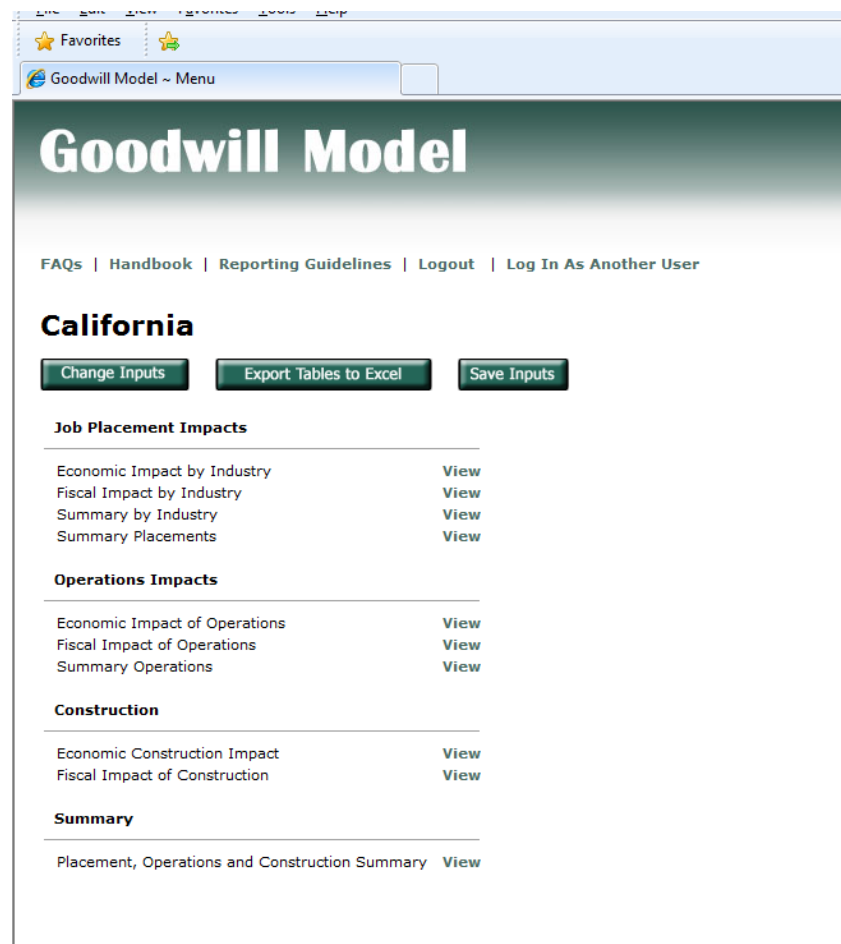 Favorites
Goodwill Model ~ Menu
Goodwill Model
FAQs | Handbook | Reporting Guidelines | Logout | Log In As Another User
California
Change Inputs Export Tables to Excel Save Inputs
Job Placement Impacts
Economic Impact by Industry View
Fiscal Impact by Industry View
Summary by Industry View
Summary Placements View
Operations Impacts
Economic Impact of Operations View
Fiscal Impact of Operations View
Summary Operations View
Construction
Economic Construction Impact View
Fiscal Impact of Construction View
Summary
Placement, Operations and Construction Summary View